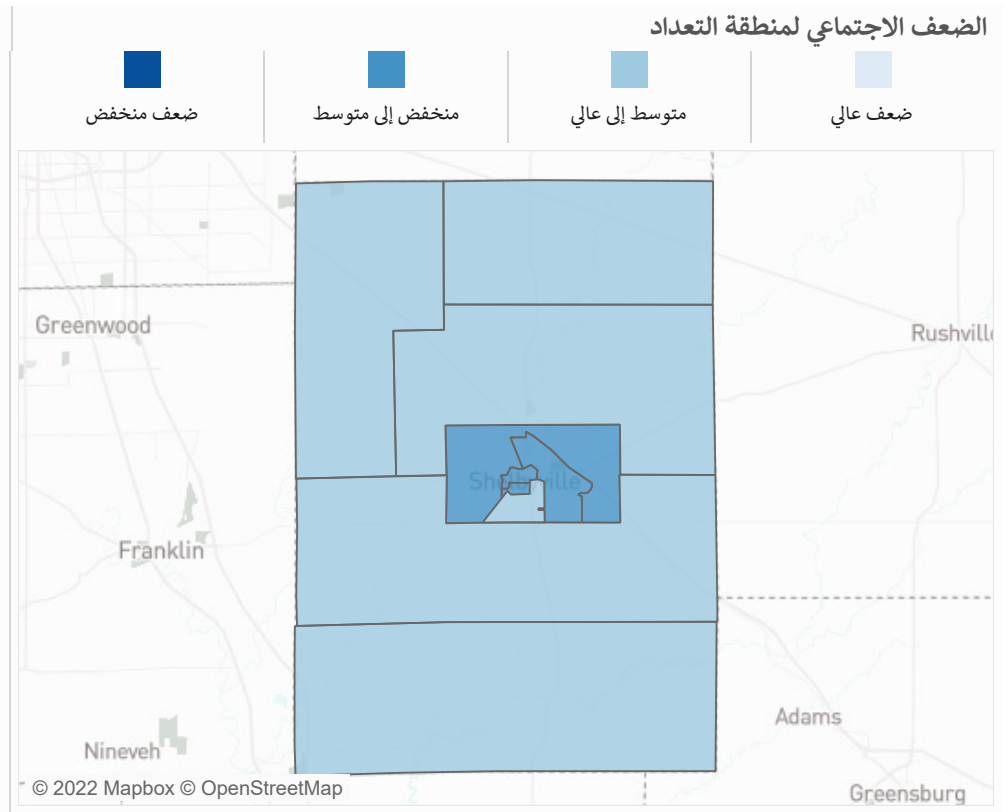 الضعف الاجتماعي لمنطقة التعداد
ضعف عالي
متوسط إلى عالي
منخفض إلى متوسط
ضعف منخفض
Greenwood
Rushville
Shelbyville
Franklin
Adams
Nineveh
Greensburg
© 2022 Mapbox © OpenStreetMap